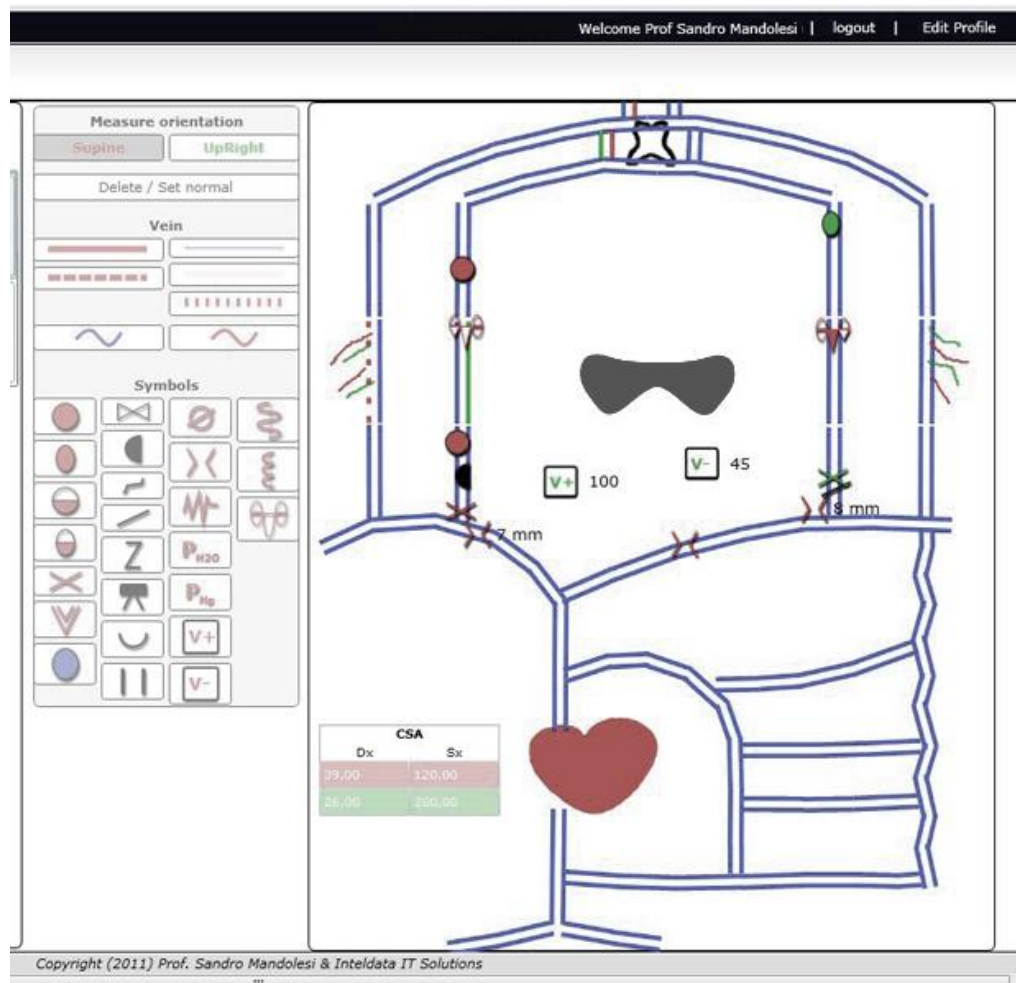 Welcome Prof Sandro Mandolesi | logout | Edit Profile
Measure orientation
Supine UpRight
Delete / Set normal
Vein
Symbols
Z
P H2O
P Hg
V+
V-
V+ 100
V- 45
7 mm
8 mm
CSA
Dx Sx
39,00 120,00
26,00 200,00
Copyright (2011) Prof. Sandro Mandolesi & Inteldata IT Solutions